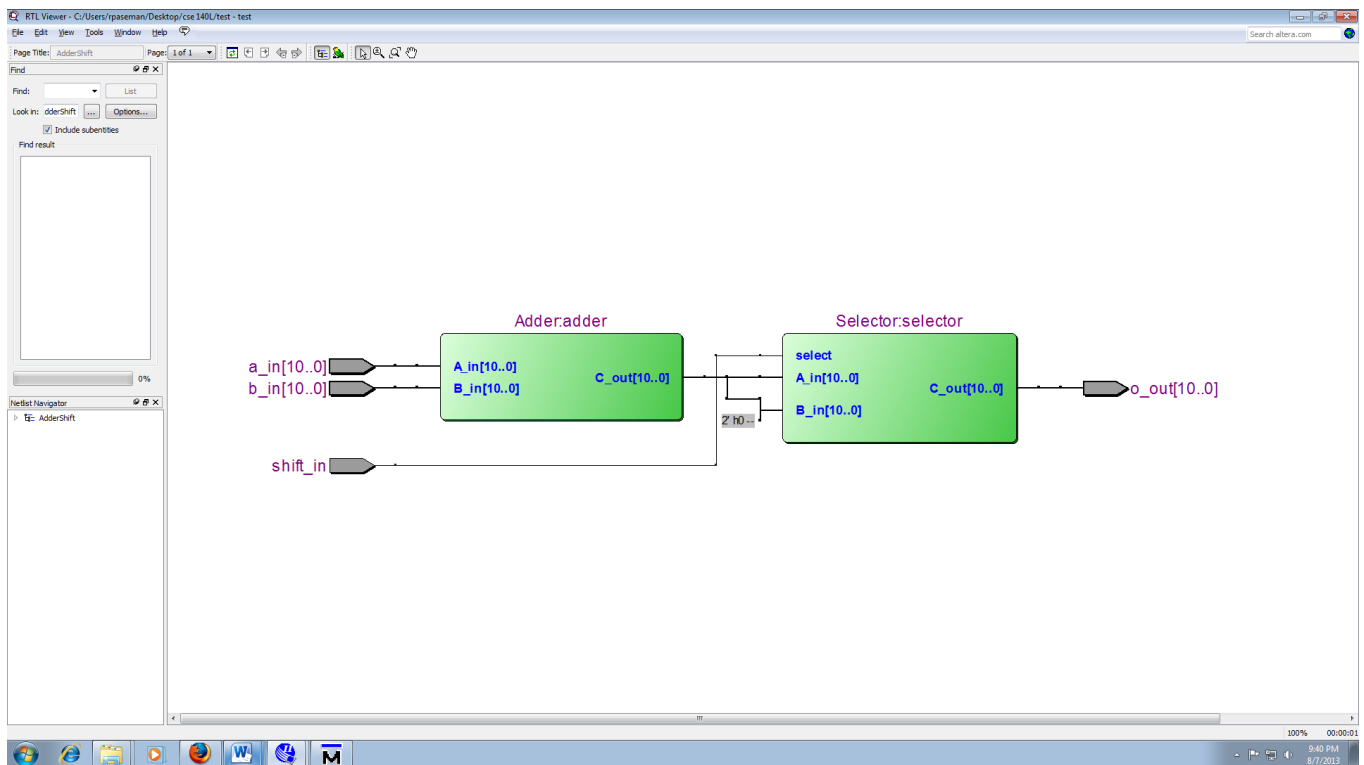 RTL Viewer - C:/Users/rpaseman/Desktop/cse 140L/test - test
File Edit View Tools Window Help
Search altera.com
Page Title: AdderShift Page: 1 of 1
Find
Find: List
Look in: dderShift ... Options...
Include subentities
Find result
0%
Netlist Navigator
AdderShift
Adder:adder
Selector:selector
a_in[10..0]
b_in[10..0]
shift_in
A_in[10..0]
B_in[10..0]
C_out[10..0]
2' h0 --
select
A_in[10..0]
B_in[10..0]
C_out[10..0]
o_out[10..0]
100% 00:00:01
9:40 PM
8/7/2013